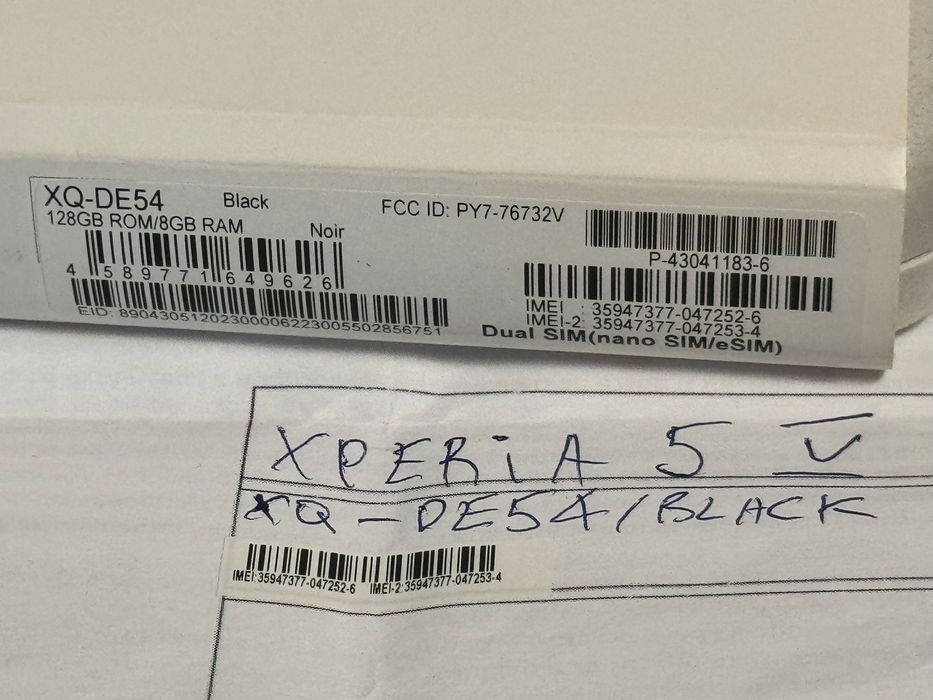 XQ-DE54 Black FCC ID: PY7-76732V
128GB ROM/8GB RAM Noir
P-43041183-6
4 589771 649626
IMEI : 35947377-047252-6
IMEI-2: 35947377-047253-4
EID: 89043051202300006223005502856751
Dual SIM(nano SIM/eSIM)
XPERiA 5 V
XQ-DE54/BLACK
IMEI:35947377-047252-6 IMEI-2:35947377-047253-4